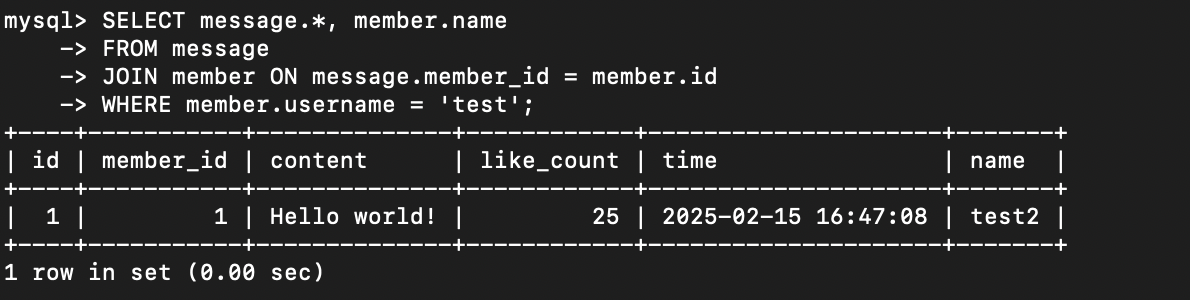 mysql> SELECT message.*, member.name
    -> FROM message
    -> JOIN member ON message.member_id = member.id
    -> WHERE member.username = 'test';
+----+-----------+--------------+------------+---------------------+-------+
| id | member_id | content      | like_count | time                | name  |
+----+-----------+--------------+------------+---------------------+-------+
|  1 |         1 | Hello world! |         25 | 2025-02-15 16:47:08 | test2 |
+----+-----------+--------------+------------+---------------------+-------+
1 row in set (0.00 sec)